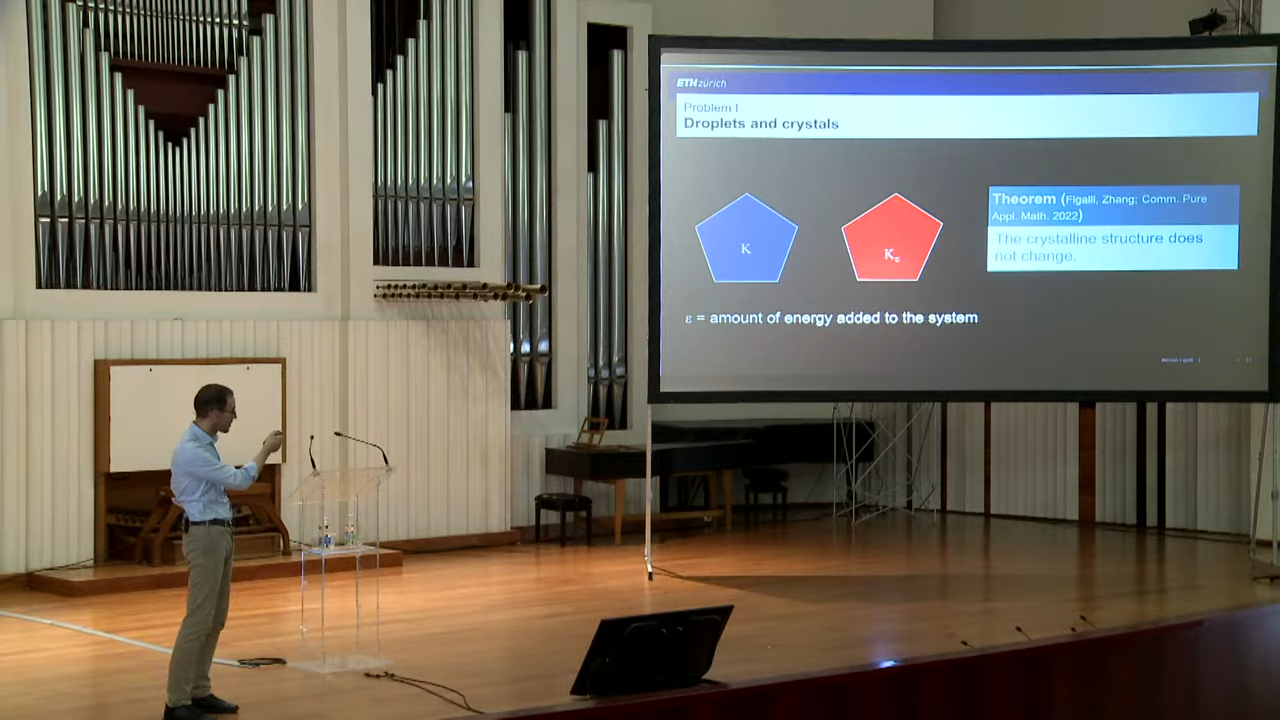 ETH zürich
Problem I
Droplets and crystals
Theorem (Figalli, Zhang; Comm. Pure
Appl. Math. 2022)
The crystalline structure does
not change.
K
Kε
ε = amount of energy added to the system